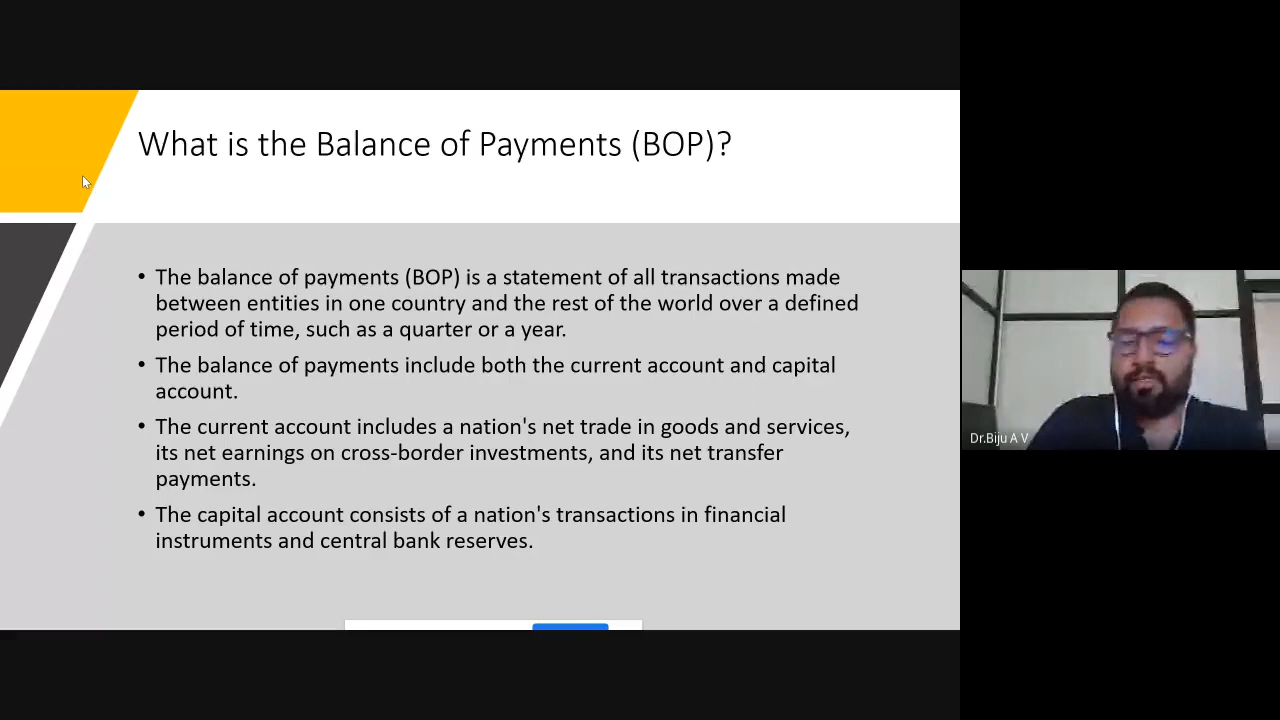 What is the Balance of Payments (BOP)?
• The balance of payments (BOP) is a statement of all transactions made
between entities in one country and the rest of the world over a defined
period of time, such as a quarter or a year.
• The balance of payments include both the current account and capital
account.
• The current account includes a nation's net trade in goods and services,
its net earnings on cross-border investments, and its net transfer
payments.
• The capital account consists of a nation's transactions in financial
instruments and central bank reserves.
Dr.Biju A V